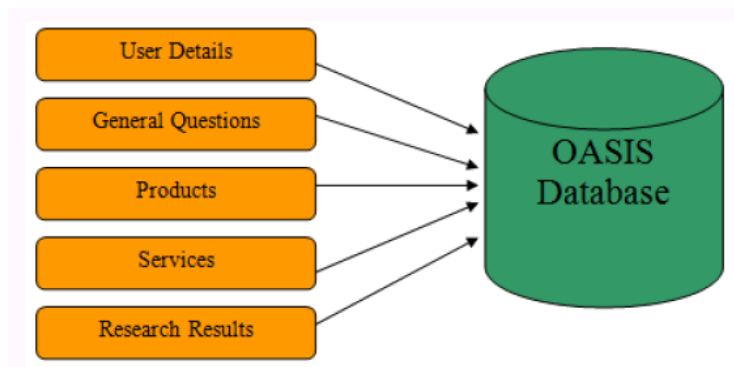 User Details
General Questions
Products
Services
Research Results
OASIS
Database